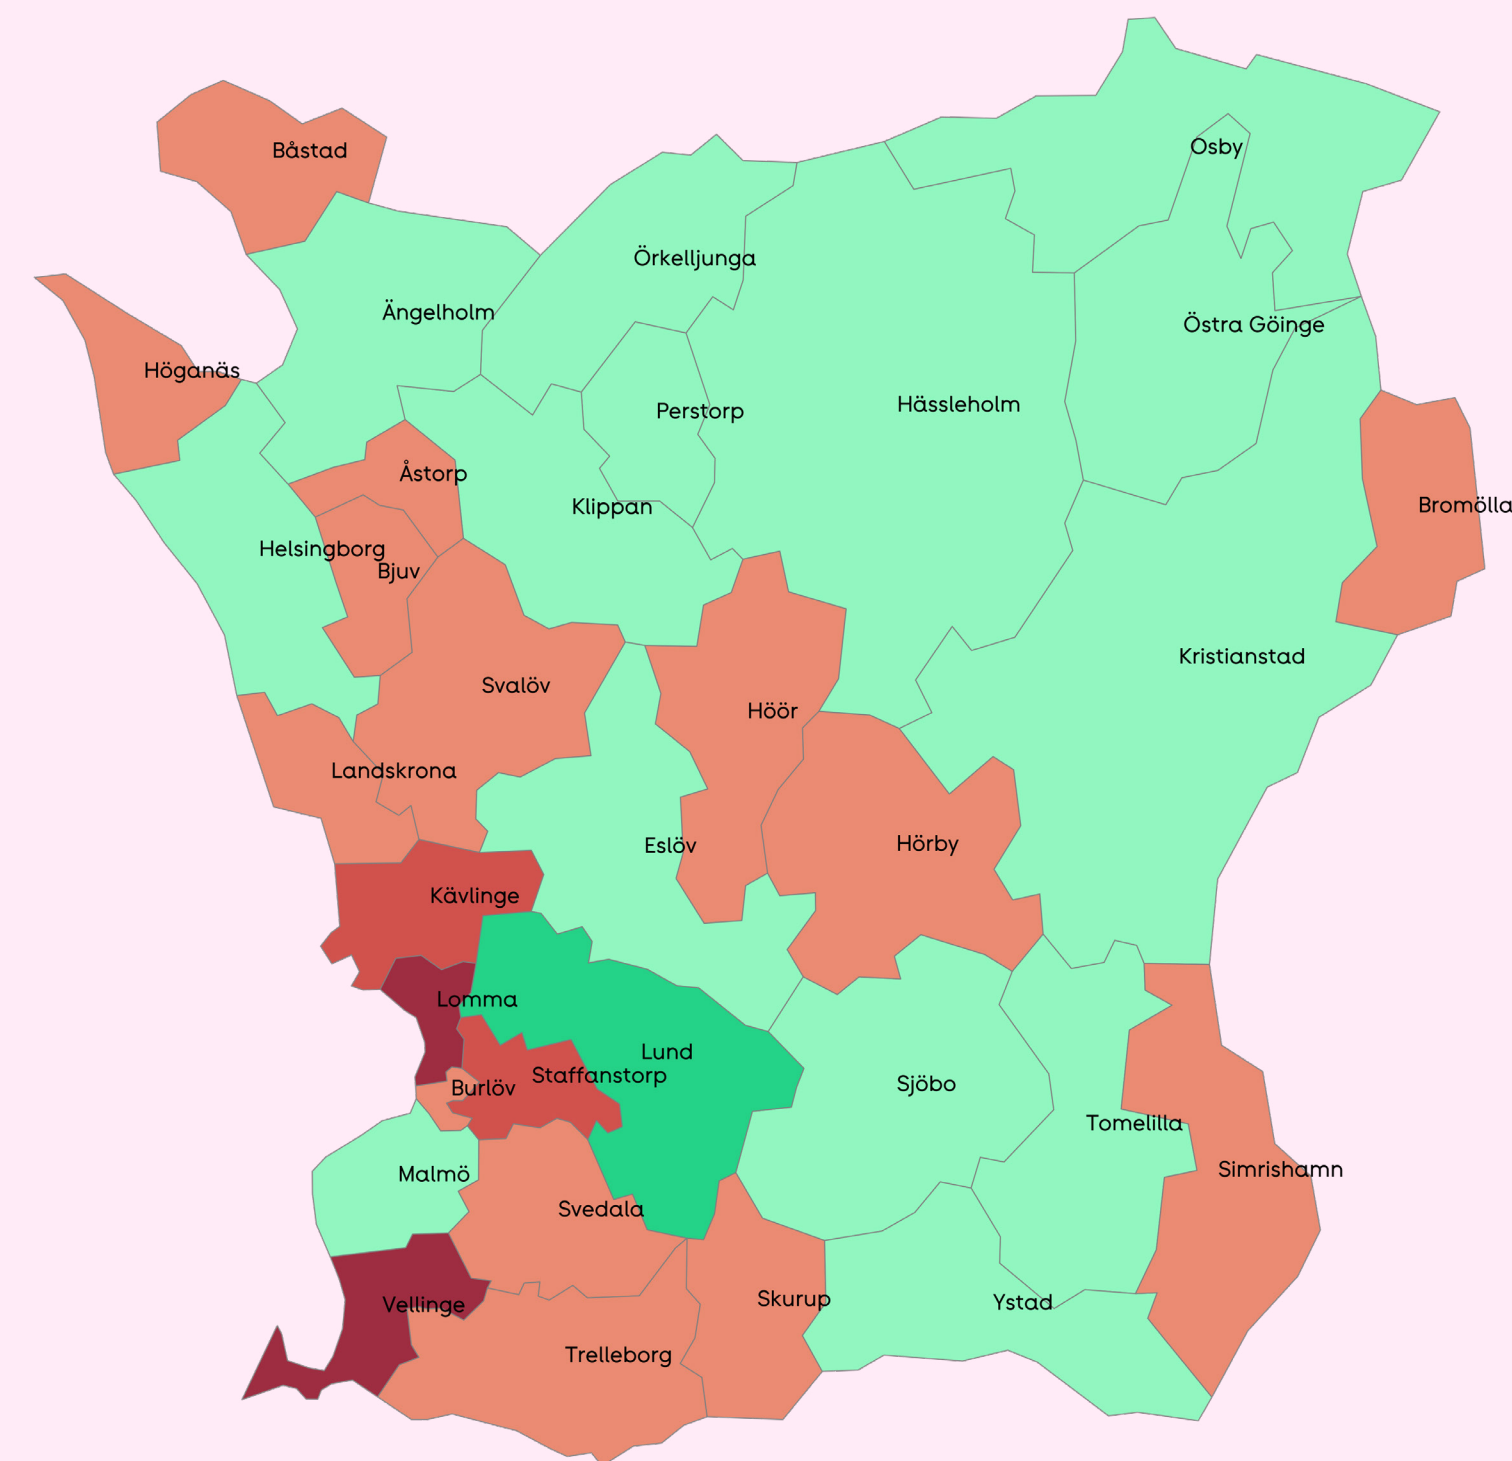 Osby
Båstad
Örkelljunga
Ängelholm
Östra Göinge
Höganäs
Hässleholm
Perstorp
Åstorp
Bromölla
Klippan
Helsingborg
Bjuv
Kristianstad
Svalöv
Höör
Landskrona
Hörby
Eslöv
Kävlinge
Lomma
Lund
Staffanstorp
Sjöbo
Burlöv
Tomelilla
Simrishamn
Malmö
Svedala
Skurup
Ystad
Vellinge
Trelleborg